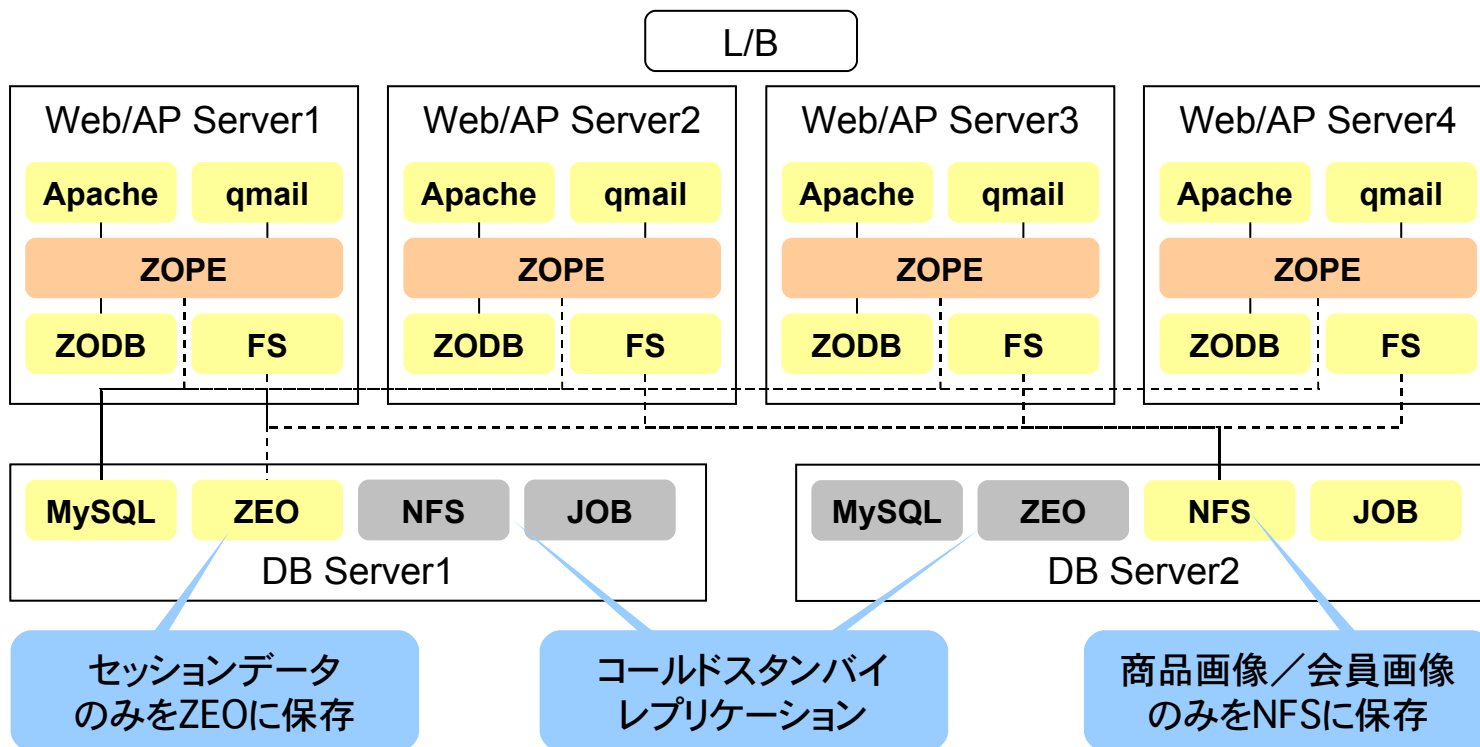 L/B
Web/AP Server1
Web/AP Server2
Web/AP Server3
Web/AP Server4
Apache
qmail
Apache
qmail
Apache
qmail
Apache
qmail
ZOPE
ZOPE
ZOPE
ZOPE
ZODB
FS
ZODB
FS
ZODB
FS
ZODB
FS
MySQL
ZEO
NFS
JOB
MySQL
ZEO
NFS
JOB
DB Server1
DB Server2
セッションデータ
のみをZEOに保存
コールドスタンバイ
レプリケーション
商品画像／会員画像
のみをNFSに保存